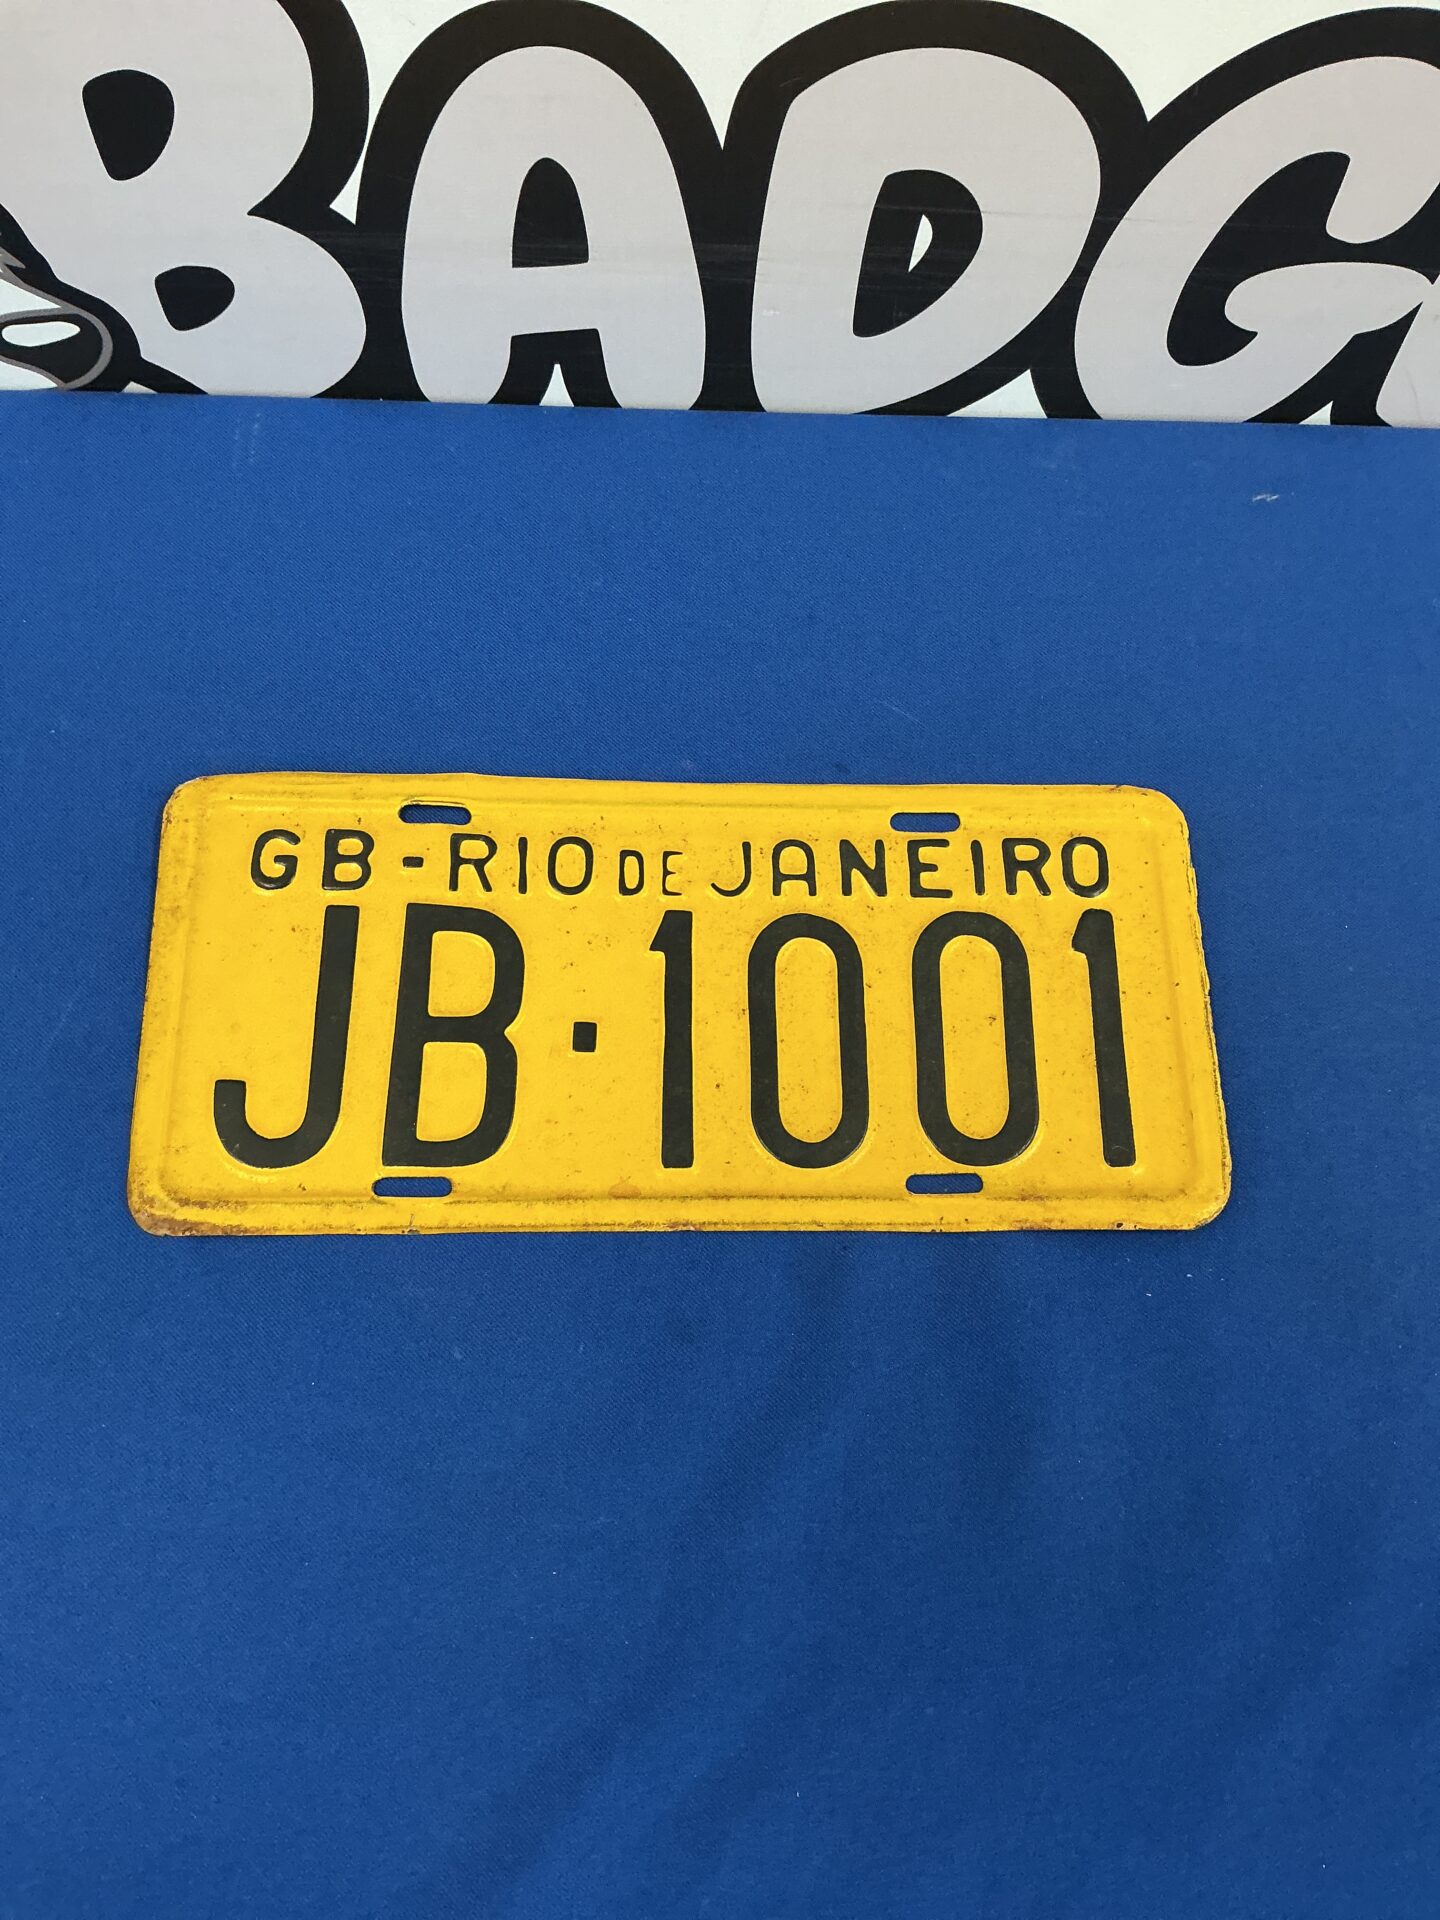 BADG
GB-RIO DE JANEIRO
JB·1001